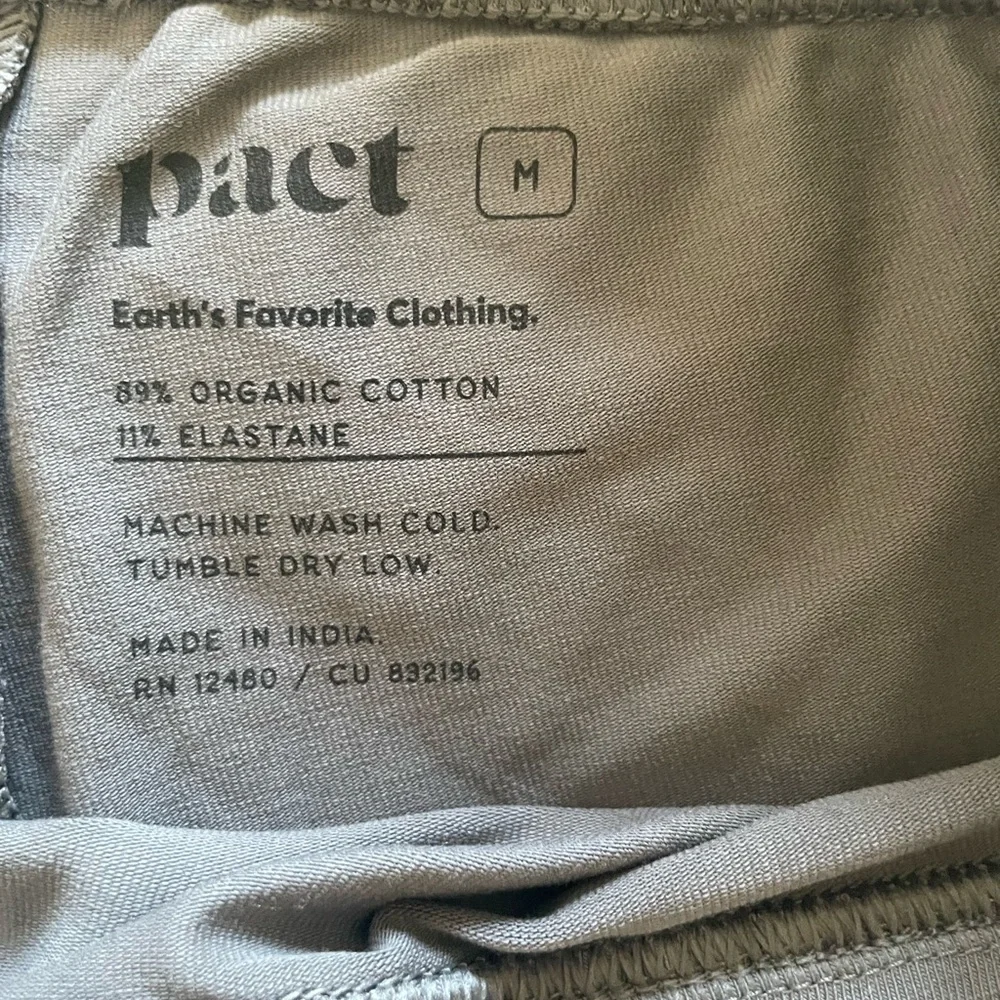 pact M
Earth's Favorite Clothing.
89% ORGANIC COTTON
11% ELASTANE
MACHINE WASH COLD.
TUMBLE DRY LOW.
MADE IN INDIA.
RN 12480 / CU 832196